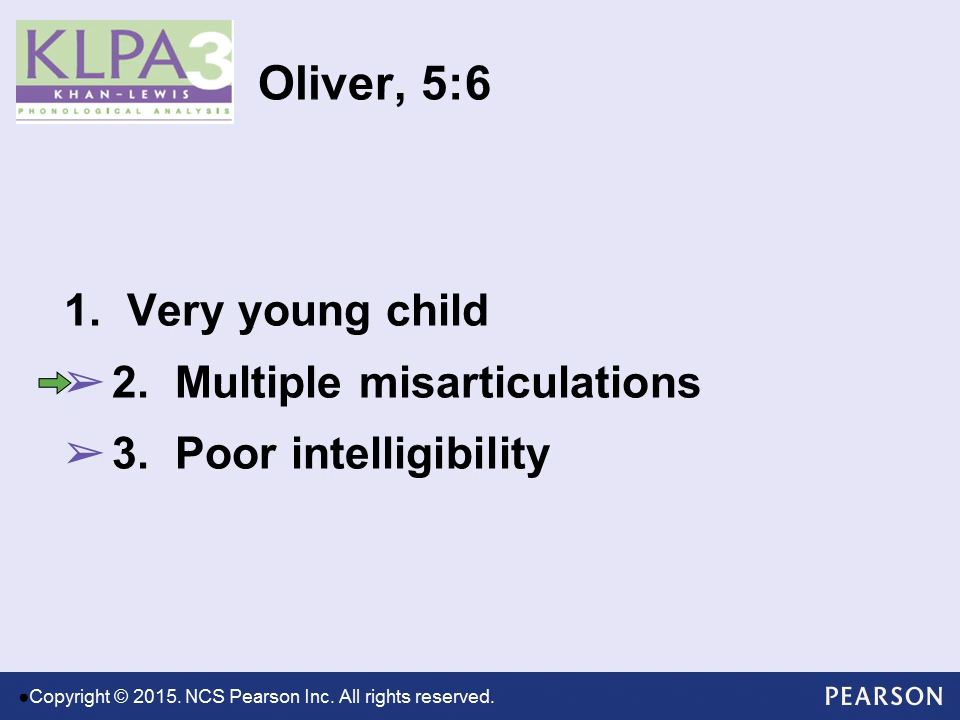 KLPA3
KHAN-LEWIS
PHONOLOGICAL ANALYSIS
Oliver, 5:6
1. Very young child
➢ 2. Multiple misarticulations
➢ 3. Poor intelligibility
●Copyright © 2015. NCS Pearson Inc. All rights reserved.
PEARSON